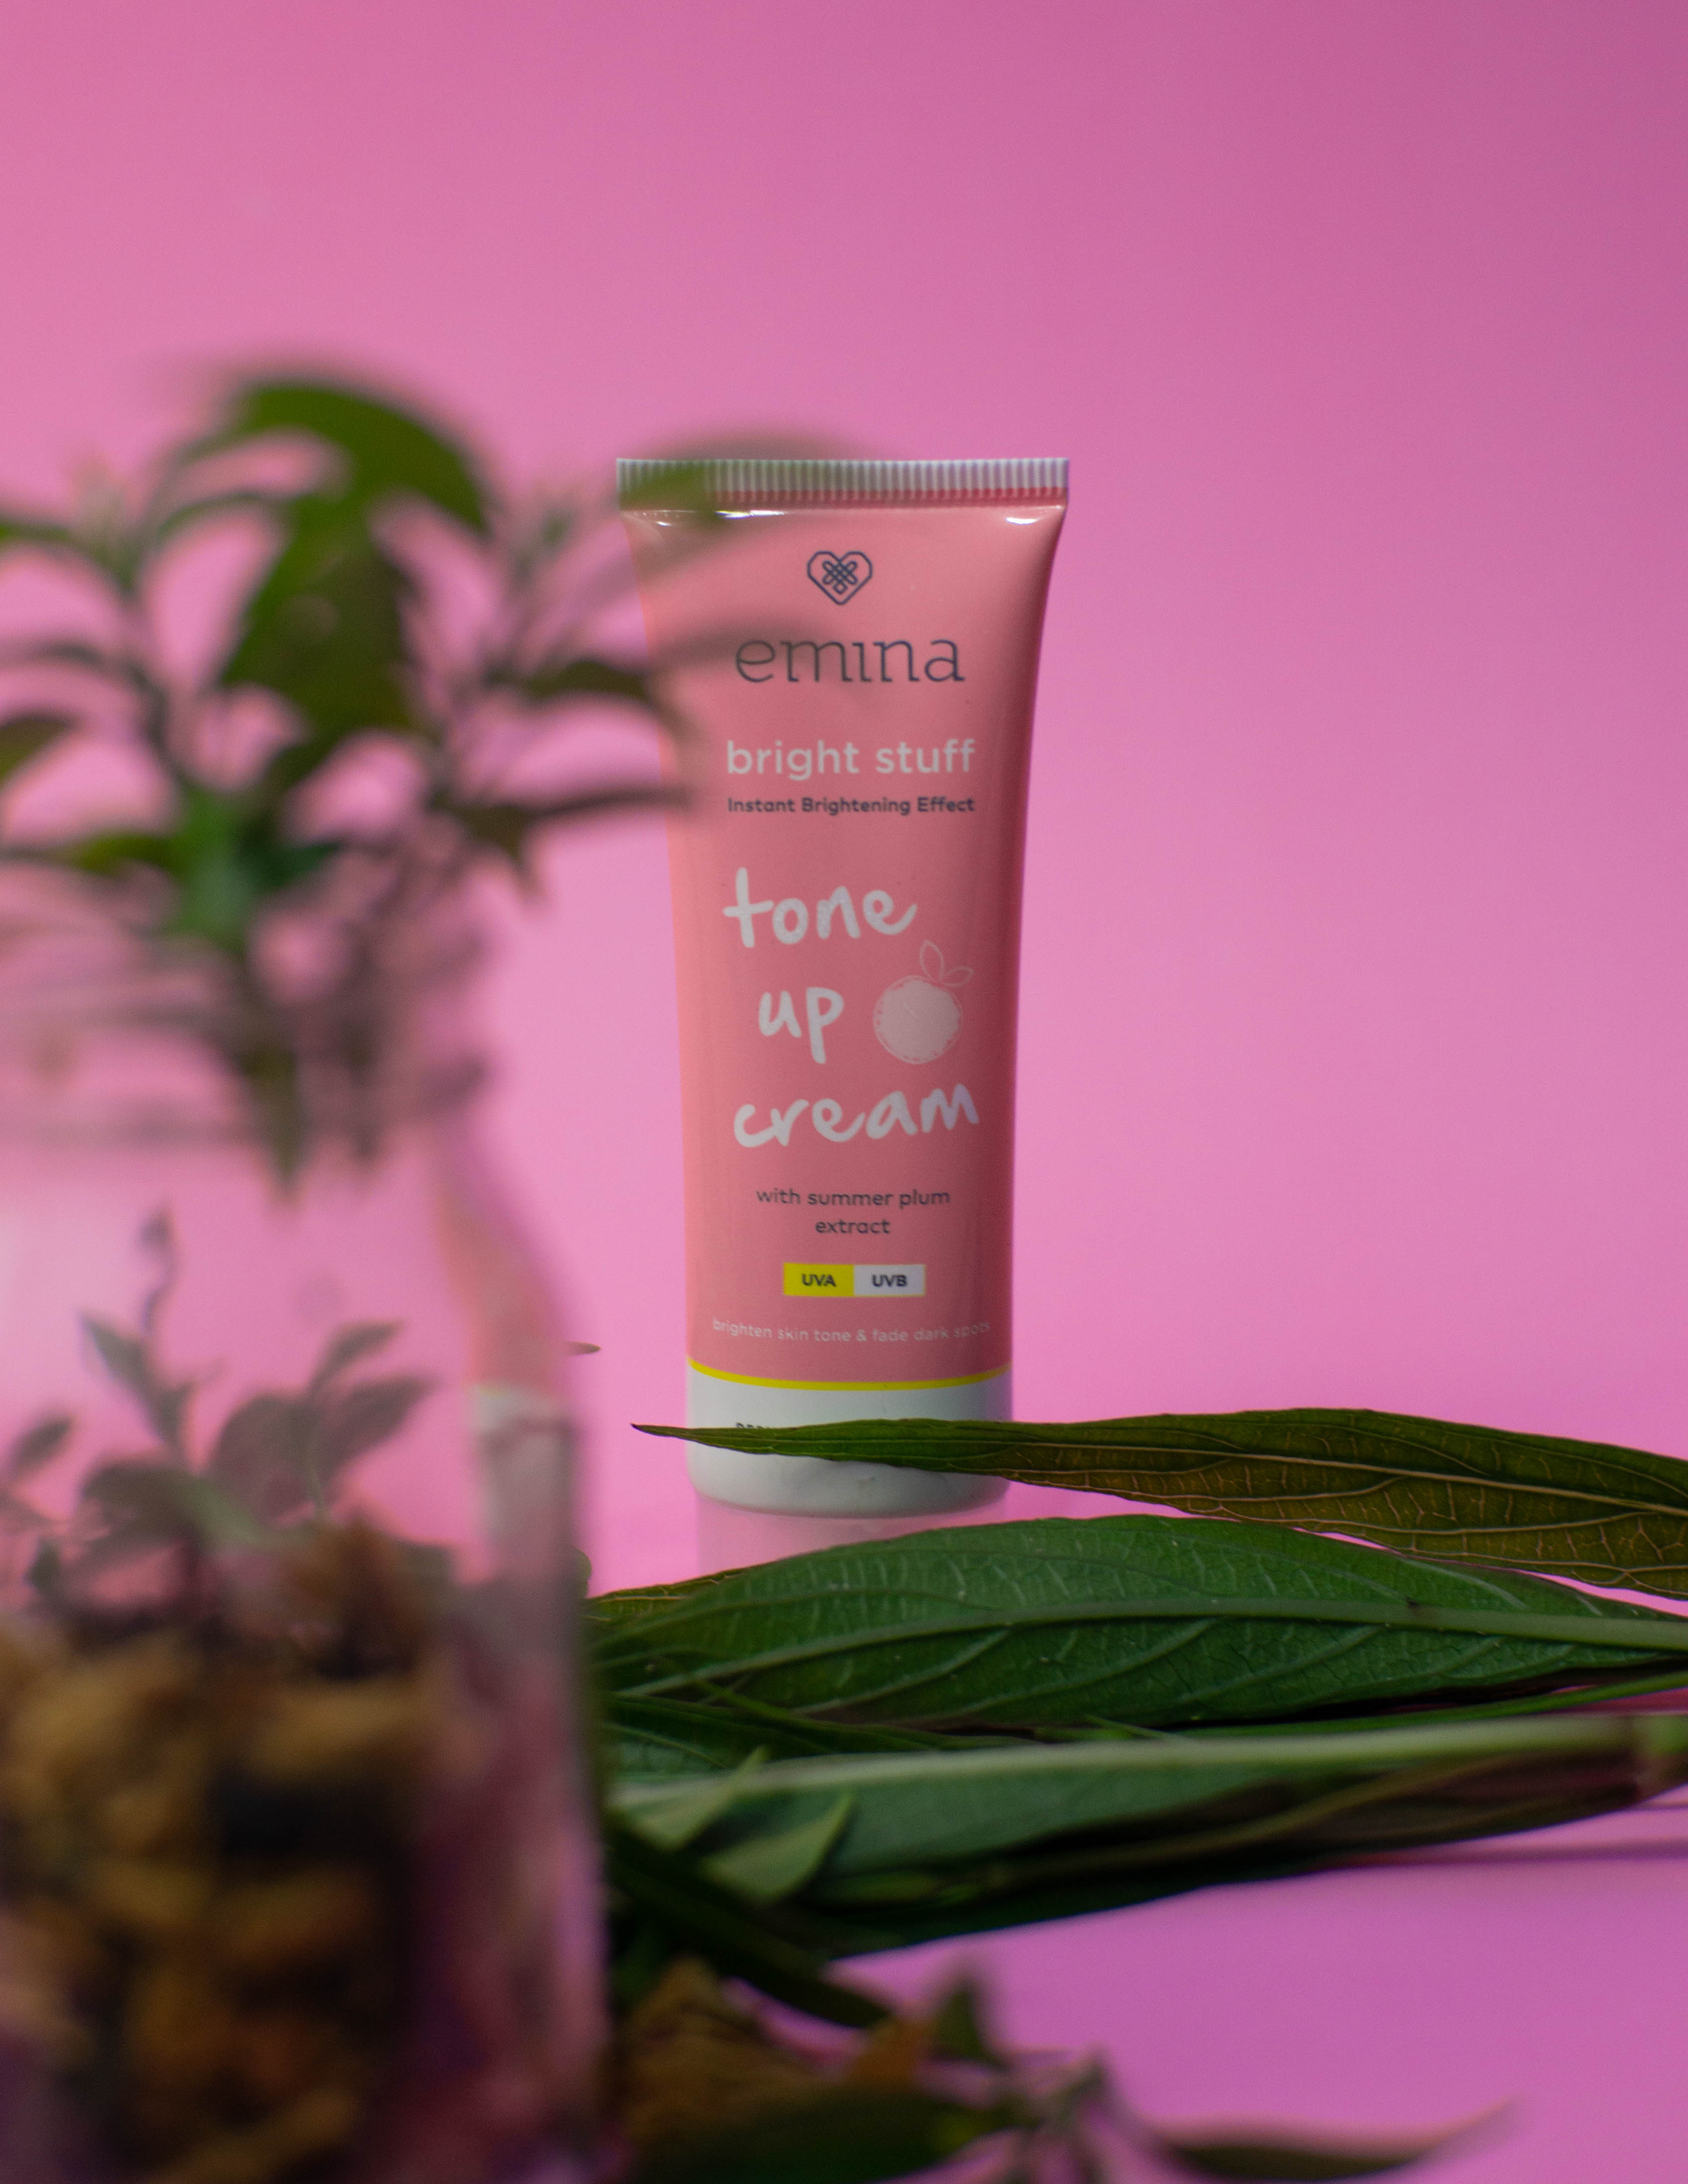 emina
bright stuff
Instant Brightening Effect
tone
up
cream
with summer plum
extract
UVA UVB
brighten skin tone & fade dark spots